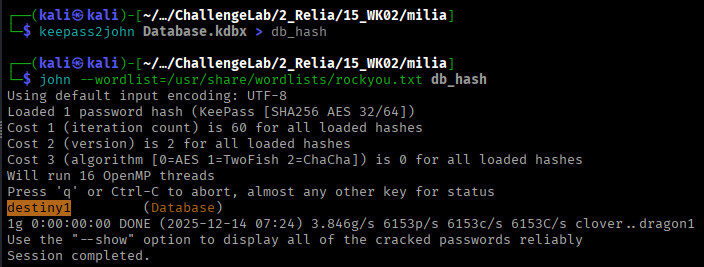 ┌──(kali㉿kali)-[~/…/ChallengeLab/2_Relia/15_WK02/milia]
└─$ keepass2john Database.kdbx > db_hash
┌──(kali㉿kali)-[~/…/ChallengeLab/2_Relia/15_WK02/milia]
└─$ john --wordlist=/usr/share/wordlists/rockyou.txt db_hash
Using default input encoding: UTF-8
Loaded 1 password hash (KeePass [SHA256 AES 32/64])
Cost 1 (iteration count) is 60 for all loaded hashes
Cost 2 (version) is 2 for all loaded hashes
Cost 3 (algorithm [0=AES 1=TwoFish 2=ChaCha]) is 0 for all loaded hashes
Will run 16 OpenMP threads
Press 'q' or Ctrl-C to abort, almost any other key for status
destiny1         (Database)
1g 0:00:00:00 DONE (2025-12-14 07:24) 3.846g/s 6153p/s 6153c/s 6153C/s clover..dragon1
Use the "--show" option to display all of the cracked passwords reliably
Session completed.